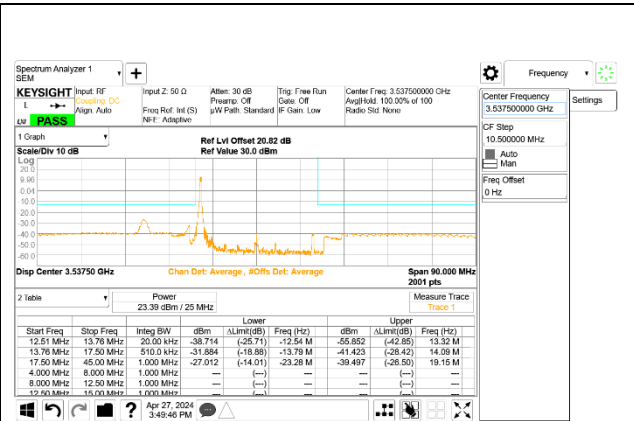 Spectrum Analyzer 1
SEM
Frequency
KEYSIGHT
Input: RF
Coupling: DC
Align: Auto
Input Z: 50 Ω
Freq Ref: Int (S)
NFE: Adaptive
Atten: 30 dB
Preamp: Off
µW Path: Standard
Trig: Free Run
Gate: Off
IF Gain: Low
Center Freq: 3.537500000 GHz
Avg|Hold: 100.00% of 100
Radio Std: None
L
PASS
Center Frequency
3.537500000 GHz
Settings
CF Step
10.500000 MHz
Auto
Man
Freq Offset
0 Hz
1 Graph
Scale/Div 10 dB
Ref Lvl Offset 20.82 dB
Ref Value 30.0 dBm
Log
20.0
9.96
0.04
-10.0
-20.0
-30.0
-40.0
-50.0
-60.0
Disp Center 3.53750 GHz
Chan Det: Average , #Offs Det: Average
Span 90.000 MHz
2001 pts
2 Table
Power
23.39 dBm / 25 MHz
Measure Trace
Trace 1
Lower Upper
Start Freq Stop Freq Integ BW dBm ΔLimit(dB) Freq (Hz) dBm ΔLimit(dB) Freq (Hz)
12.51 MHz 13.76 MHz 20.00 kHz -38.714 (-25.71) -12.54 M -55.852 (-42.85) 13.32 M
13.76 MHz 17.50 MHz 510.0 kHz -31.884 (-18.88) -13.79 M -41.423 (-28.42) 14.09 M
17.50 MHz 45.00 MHz 1.000 MHz -27.012 (-14.01) -23.28 M -39.497 (-26.50) 19.15 M
4.000 MHz 8.000 MHz 1.000 MHz --- (---) --- (---)
8.000 MHz 12.50 MHz 1.000 MHz --- (---) --- (---)
12.50 MHz 15.00 MHz 1.000 MHz --- (---) --- (---)
?
Apr 27, 2024
3:49:46 PM